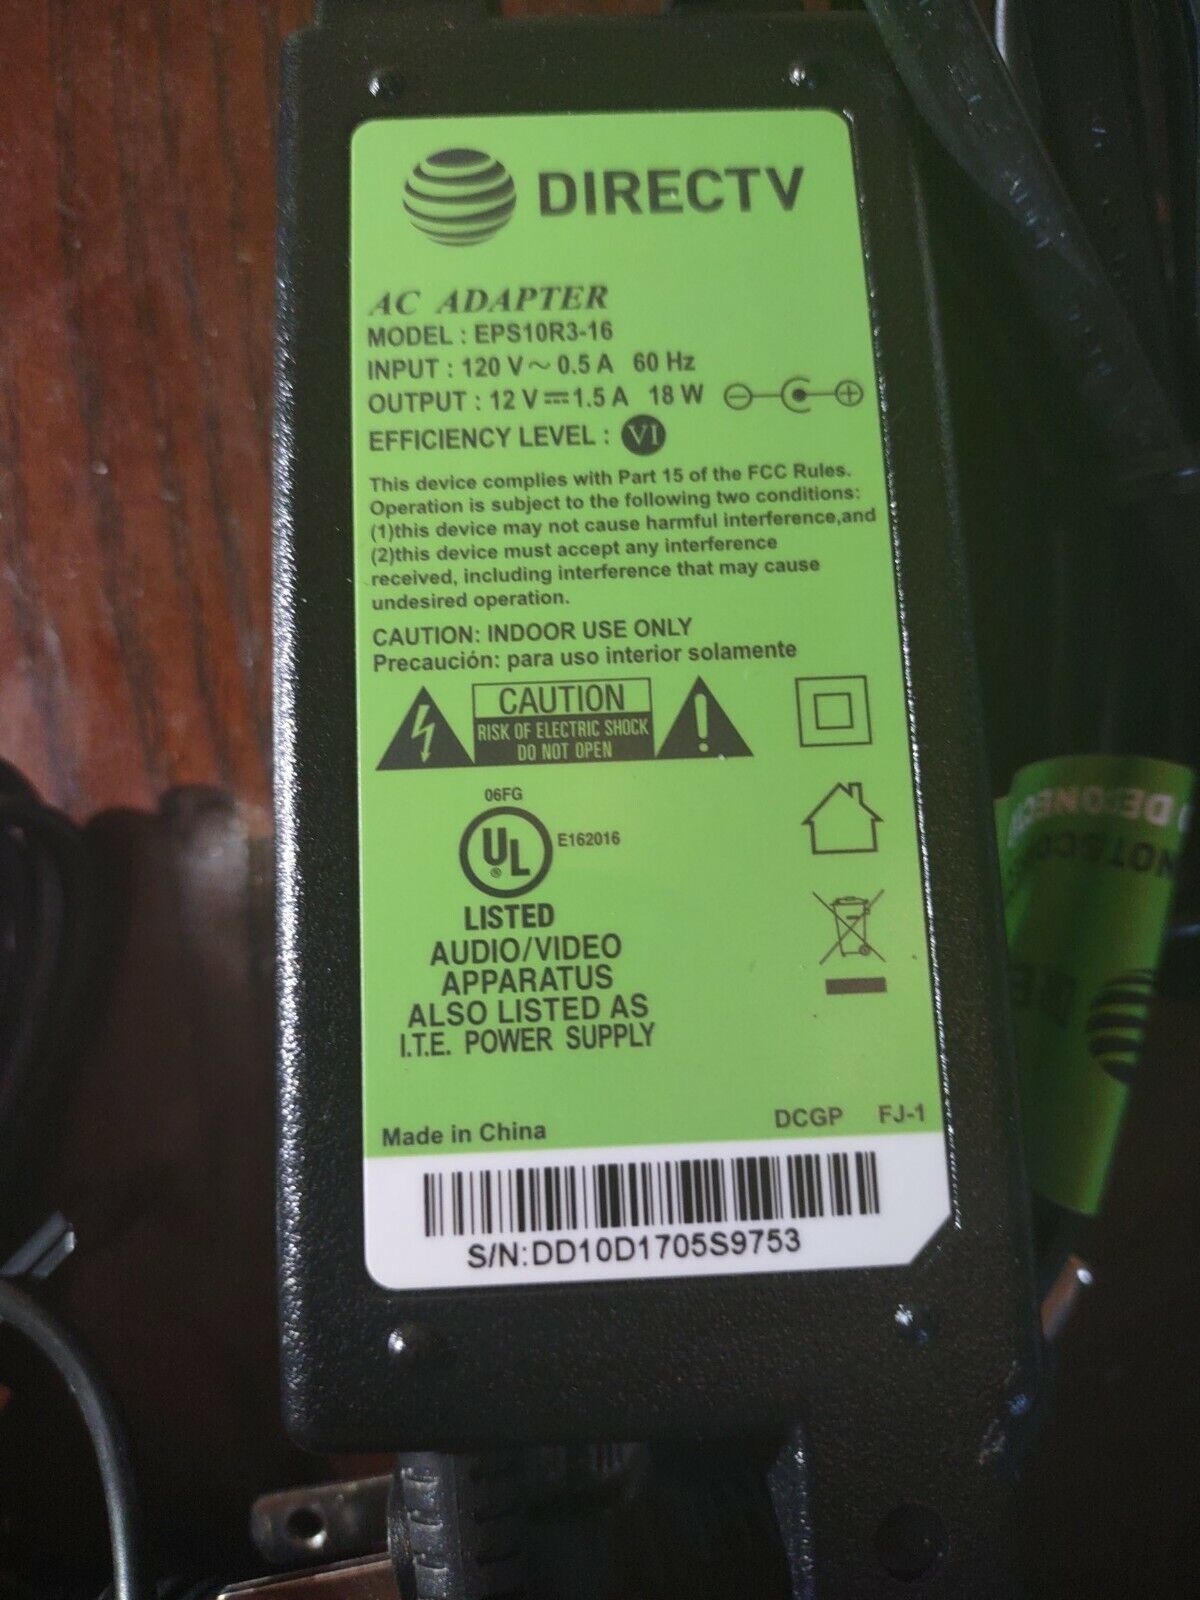 DIRECTV
AC ADAPTER
MODEL : EPS10R3-16
INPUT : 120 V ~ 0.5 A 60 Hz
OUTPUT : 12 V ⎓ 1.5 A 18 W
EFFICIENCY LEVEL : VI
This device complies with Part 15 of the FCC Rules.
Operation is subject to the following two conditions:
(1)this device may not cause harmful interference,and
(2)this device must accept any interference
received, including interference that may cause
undesired operation.
CAUTION: INDOOR USE ONLY
Precaución: para uso interior solamente
CAUTION
RISK OF ELECTRIC SHOCK
DO NOT OPEN
06FG
UL ® E162016
LISTED
AUDIO/VIDEO
APPARATUS
ALSO LISTED AS
I.T.E. POWER SUPPLY
Made in China DCGP FJ-1
S/N:DD10D1705S9753